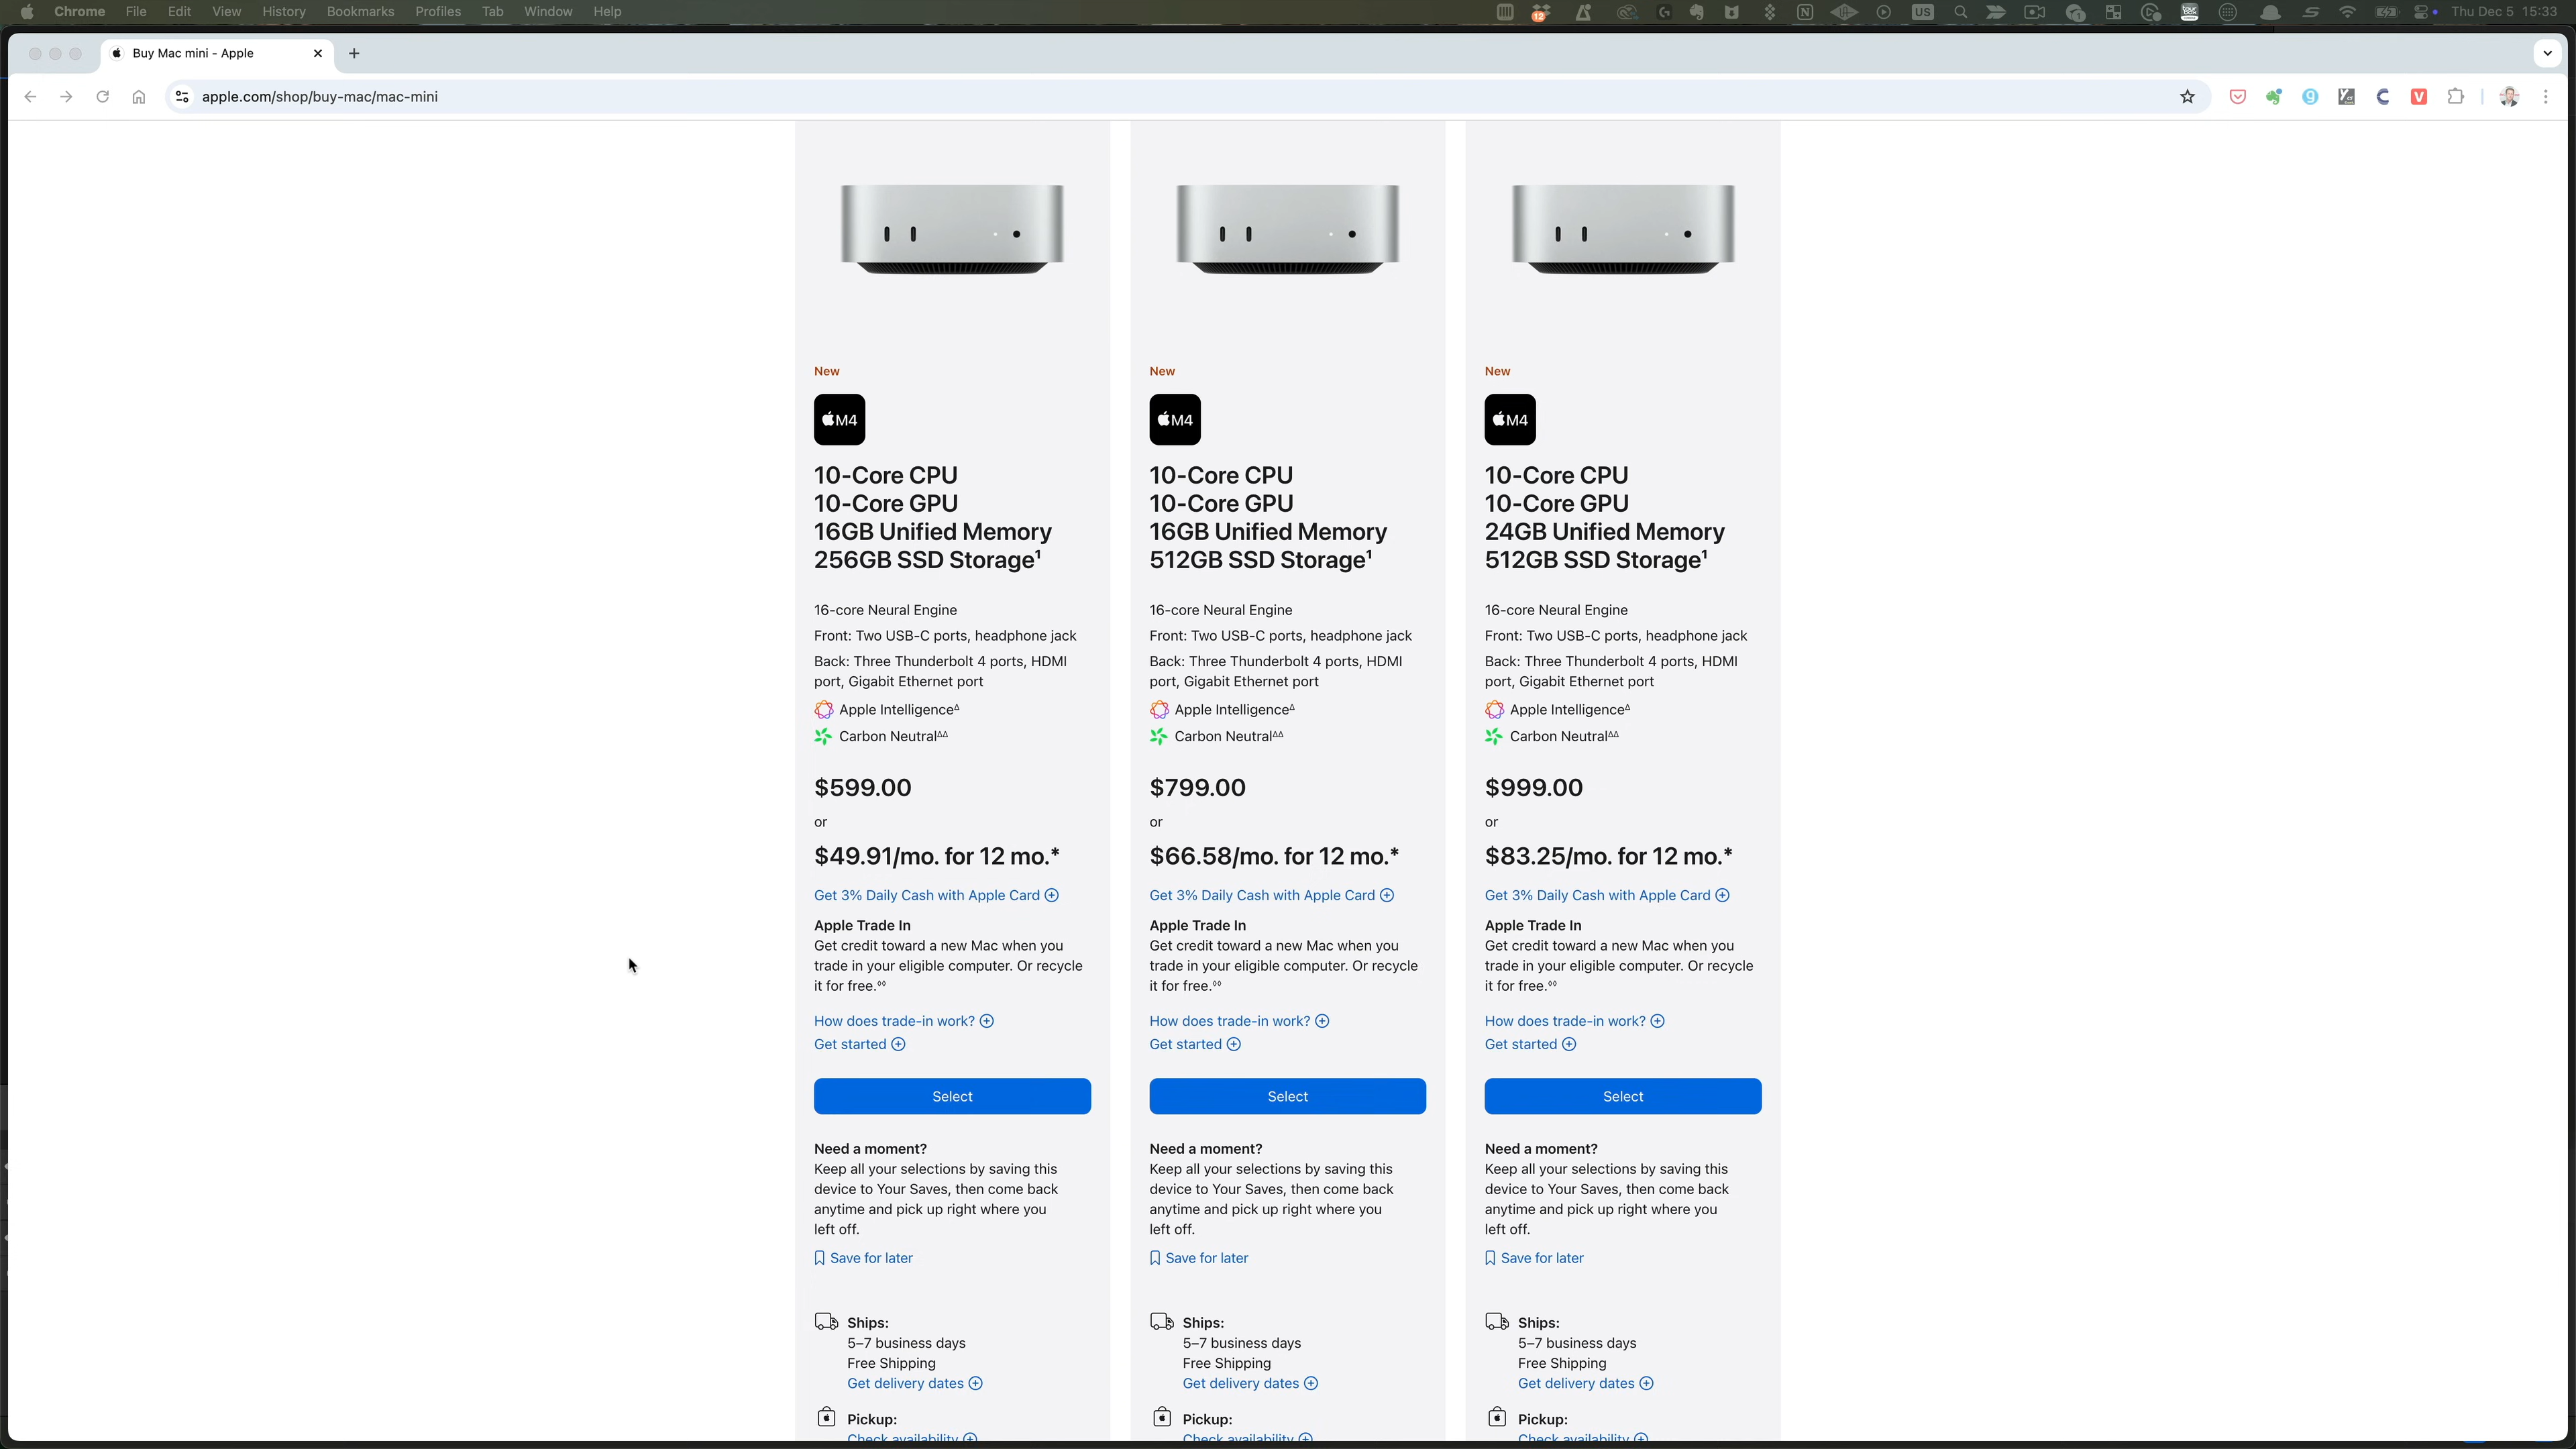 Chrome File Edit View History Bookmarks Profiles Tab Window Help
12
US
1
Thu Dec 5 15:33
Buy Mac mini - Apple
apple.com/shop/buy-mac/mac-mini
New
M4
10-Core CPU
10-Core GPU
16GB Unified Memory
256GB SSD Storage¹
16-core Neural Engine
Front: Two USB-C ports, headphone jack
Back: Three Thunderbolt 4 ports, HDMI
port, Gigabit Ethernet port
Apple IntelligenceΔ
Carbon NeutralΔΔ
$599.00
or
$49.91/mo. for 12 mo.*
Get 3% Daily Cash with Apple Card
Apple Trade In
Get credit toward a new Mac when you
trade in your eligible computer. Or recycle
it for free.◊◊
How does trade-in work?
Get started
Select
Need a moment?
Keep all your selections by saving this
device to Your Saves, then come back
anytime and pick up right where you
left off.
Save for later
Ships:
5–7 business days
Free Shipping
Get delivery dates
Pickup:
Check availability
New
M4
10-Core CPU
10-Core GPU
16GB Unified Memory
512GB SSD Storage¹
16-core Neural Engine
Front: Two USB-C ports, headphone jack
Back: Three Thunderbolt 4 ports, HDMI
port, Gigabit Ethernet port
Apple IntelligenceΔ
Carbon NeutralΔΔ
$799.00
or
$66.58/mo. for 12 mo.*
Get 3% Daily Cash with Apple Card
Apple Trade In
Get credit toward a new Mac when you
trade in your eligible computer. Or recycle
it for free.◊◊
How does trade-in work?
Get started
Select
Need a moment?
Keep all your selections by saving this
device to Your Saves, then come back
anytime and pick up right where you
left off.
Save for later
Ships:
5–7 business days
Free Shipping
Get delivery dates
Pickup:
Check availability
New
M4
10-Core CPU
10-Core GPU
24GB Unified Memory
512GB SSD Storage¹
16-core Neural Engine
Front: Two USB-C ports, headphone jack
Back: Three Thunderbolt 4 ports, HDMI
port, Gigabit Ethernet port
Apple IntelligenceΔ
Carbon NeutralΔΔ
$999.00
or
$83.25/mo. for 12 mo.*
Get 3% Daily Cash with Apple Card
Apple Trade In
Get credit toward a new Mac when you
trade in your eligible computer. Or recycle
it for free.◊◊
How does trade-in work?
Get started
Select
Need a moment?
Keep all your selections by saving this
device to Your Saves, then come back
anytime and pick up right where you
left off.
Save for later
Ships:
5–7 business days
Free Shipping
Get delivery dates
Pickup:
Check availability